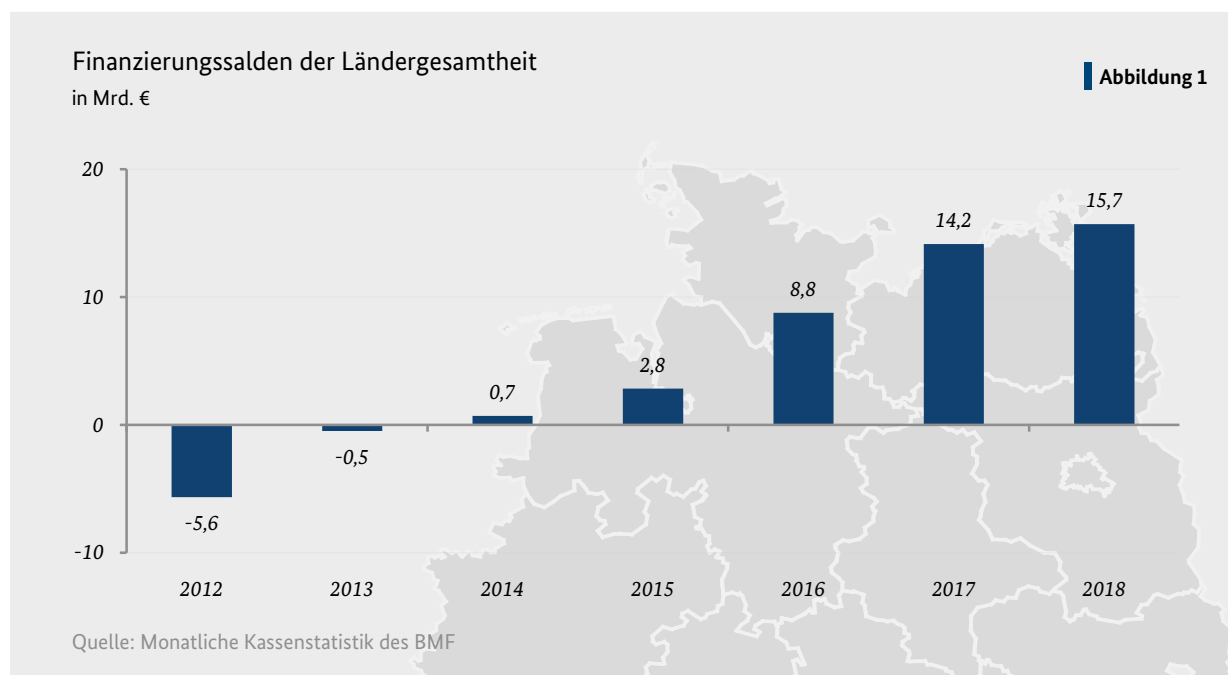 Finanzierungssalden der Ländergesamtheit
in Mrd. €
Abbildung 1
20
15,7
14,2
10
8,8
2,8
0,7
0
-0,5
-5,6
-10
2012 2013 2014 2015 2016 2017 2018
Quelle: Monatliche Kassenstatistik des BMF